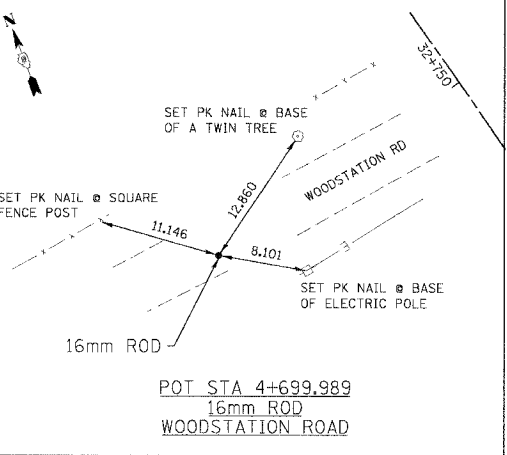 N
32+750
SET PK NAIL @ BASE
OF A TWIN TREE
WOODSTATION RD
SET PK NAIL @ SQUARE
FENCE POST
12.860
11.146
8.101
SET PK NAIL @ BASE
OF ELECTRIC POLE
16mm ROD
POT STA 4+699.989
16mm ROD
WOODSTATION ROAD